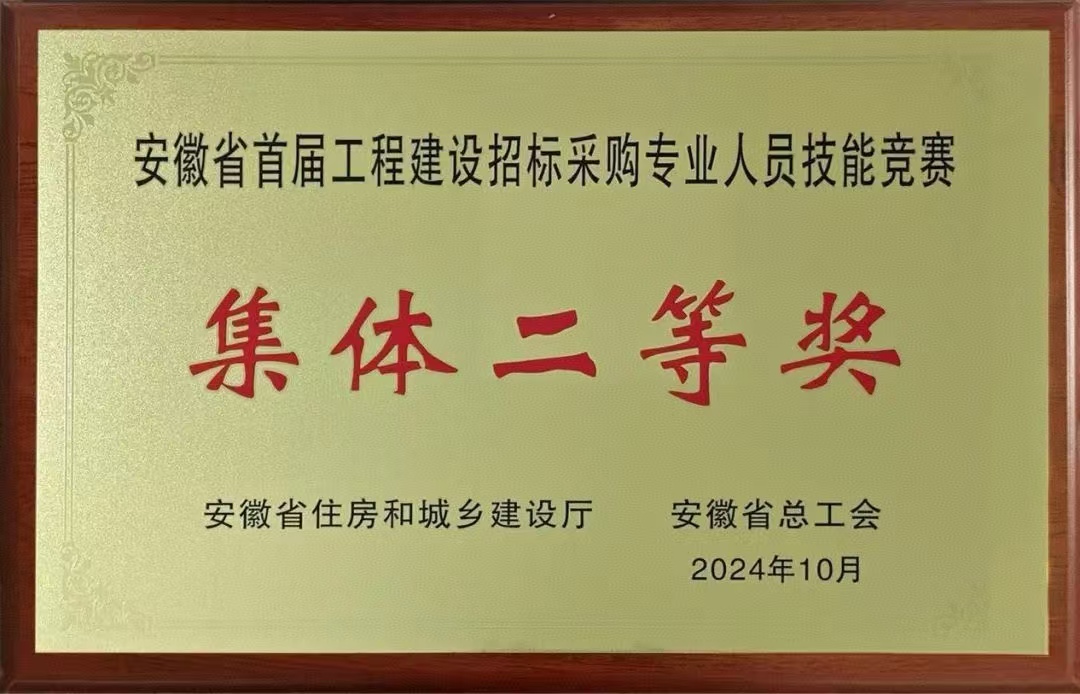 安徽省首届工程建设招标采购专业人员技能竞赛
集体二等奖
安徽省住房和城乡建设厅 安徽省总工会
2024年10月